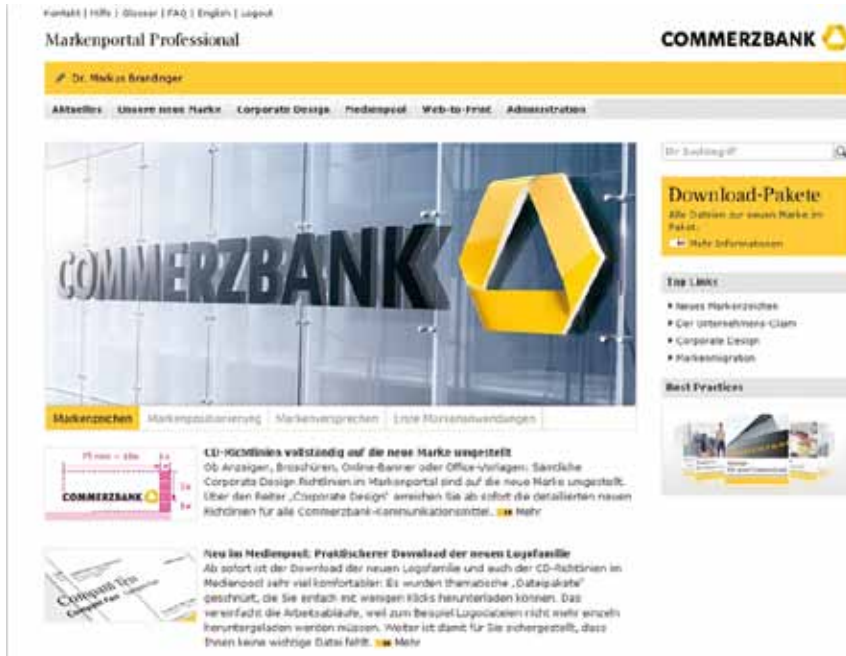 Kontakt | Hilfe | Glossar | FAQ | English | Logout
Markenportal Professional
COMMERZBANK
Dr. Markus Brandinger
Aktuelles Unsere neue Marke Corporate Design Medienpool Web-to-Print Administration
Ihr Suchbegriff
COMMERZBANK
Download-Pakete
Alle Dateien zur neuen Marke im
Paket.
Mehr Informationen
Top Links
Neues Markenzeichen
Der Unternehmens-Claim
Corporate Design
Markenmigration
Best Practices
Markenzeichen Markenpositionierung Markenversprechen Erste Markenanwendungen
COMMERZBANK
CD-Richtlinien vollständig auf die neue Marke umgestellt
Ob Anzeigen, Broschüren, Online-Banner oder Office-Vorlagen: Sämtliche
Corporate Design Richtlinien im Markenportal sind auf die neue Marke umgestellt.
Über den Reiter „Corporate Design" erreichen Sie ab sofort die detaillierten neuen
Richtlinien für alle Commerzbank-Kommunikationsmittel. Mehr
Compatil Text
Neu im Medienpool: Praktischerer Download der neuen Logofamilie
Ab sofort ist der Download der neuen Logofamilie und auch der CD-Richtlinien im
Medienpool sehr viel komfortabler: Es wurden thematische „Dateipakete"
geschnürt, die Sie einfach mit wenigen Klicks herunterladen können. Das
vereinfacht die Arbeitsabläufe, weil zum Beispiel Logodateien nicht mehr einzeln
heruntergeladen werden müssen. Weiter ist damit für Sie sichergestellt, dass
Ihnen keine wichtige Datei fehlt. Mehr